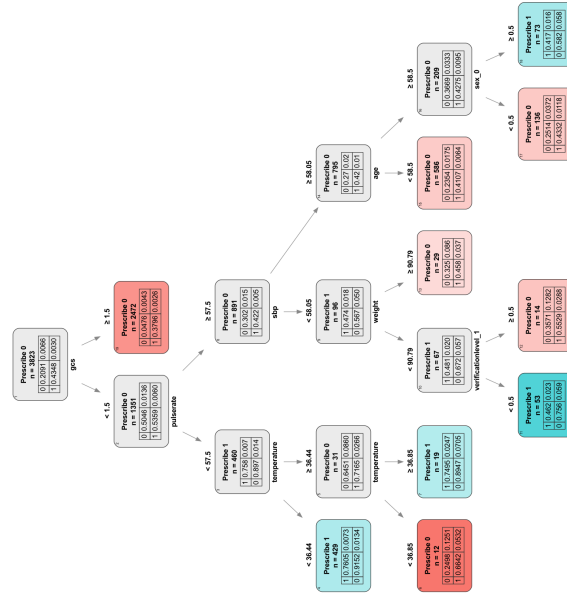 Prescribe 0
n = 3823
0 0.2091 0.0066
1 0.4348 0.0030
gcs
< 1.5
≥ 1.5
Prescribe 0
n = 1351
0 0.5046 0.0136
1 0.5359 0.0060
pulserate
Prescribe 0
n = 2472
0 0.0476 0.0043
1 0.3786 0.0026
< 57.5
≥ 57.5
Prescribe 1
n = 460
1 0.758 0.007
0 0.897 0.014
temperature
Prescribe 0
n = 891
0 0.302 0.015
1 0.422 0.005
sbp
< 36.44
≥ 36.44
< 58.05
≥ 58.05
Prescribe 1
n = 429
1 0.7605 0.0073
0 0.9152 0.0134
Prescribe 0
n = 31
0 0.6451 0.0860
1 0.7165 0.0266
temperature
Prescribe 1
n = 96
1 0.474 0.018
0 0.567 0.050
weight
Prescribe 0
n = 795
0 0.27 0.02
1 0.42 0.01
age
< 36.85
≥ 36.85
< 90.79
≥ 90.79
< 58.5
≥ 58.5
Prescribe 0
n = 12
0 0.2498 0.1251
1 0.6642 0.0532
Prescribe 1
n = 19
1 0.7495 0.0247
0 0.8947 0.0705
Prescribe 1
n = 67
1 0.481 0.020
0 0.672 0.057
verificationlevel_1
Prescribe 0
n = 29
0 0.325 0.086
1 0.458 0.037
Prescribe 0
n = 586
0 0.2354 0.0175
1 0.4107 0.0064
Prescribe 0
n = 209
0 0.3669 0.0333
1 0.4275 0.0095
sex_0
< 0.5
≥ 0.5
< 0.5
≥ 0.5
Prescribe 1
n = 53
1 0.462 0.023
0 0.756 0.059
Prescribe 0
n = 14
0 0.3571 0.1282
1 0.5529 0.0288
Prescribe 0
n = 136
0 0.2514 0.0372
1 0.4332 0.0118
Prescribe 1
n = 73
1 0.417 0.016
0 0.582 0.058